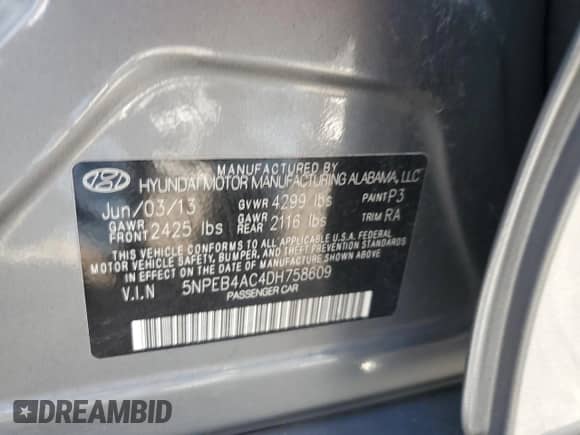 MANUFACTURED BY
HYUNDAI MOTOR MANUFACTURING ALABAMA, LLC
Jun/03/13 GVWR 4299 lbs PAINT P3
GAWR FRONT 2425 lbs GAWR REAR 2116 lbs TRIM RA
THIS VEHICLE CONFORMS TO ALL APPLICABLE U.S.A. FEDERAL
MOTOR VEHICLE SAFETY, BUMPER, AND THEFT PREVENTION STANDARDS
IN EFFECT ON THE DATE OF MANUFACTURE SHOWN ABOVE.
V.I.N 5NPEB4AC4DH758609
PASSENGER CAR
DREAMBID